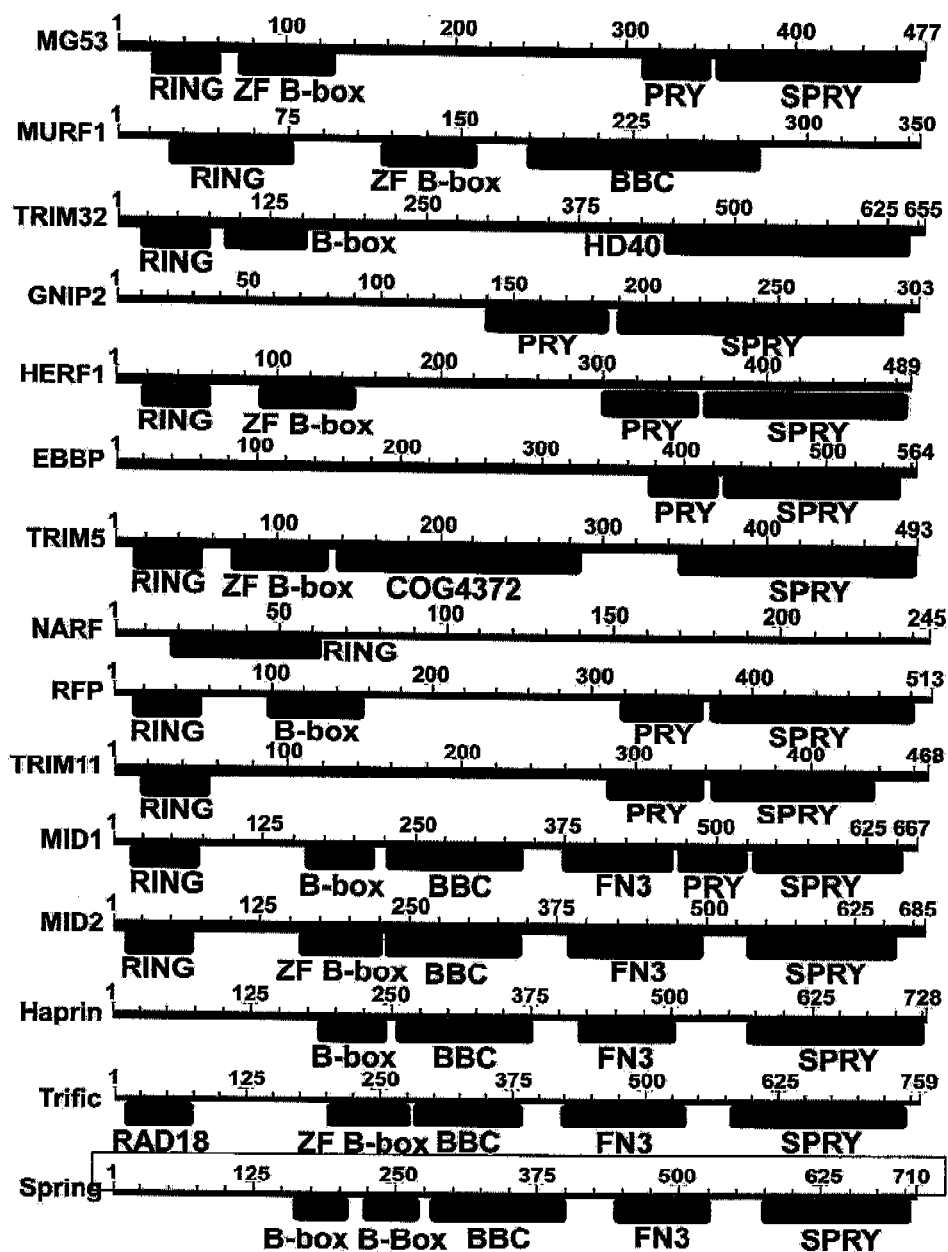 1 100 200 300 400 477
MG53
RING ZF B-box PRY SPRY
1 75 150 225 300 350
MURF1
RING ZF B-box BBC
1 125 250 375 500 625 655
TRIM32
RING B-box HD40
1 50 100 150 200 250 303
GNIP2
PRY SPRY
1 100 200 300 400 489
HERF1
RING ZF B-box PRY SPRY
1 100 200 300 400 500 564
EBBP
PRY SPRY
1 100 200 300 400 493
TRIM5
RING ZF B-box COG4372 SPRY
1 50 100 150 200 245
NARF
RING
1 100 200 300 400 513
RFP
RING B-box PRY SPRY
1 100 200 300 400 468
TRIM11
RING PRY SPRY
1 125 250 375 500 625 667
MID1
RING B-box BBC FN3 PRY SPRY
1 125 250 375 500 625 685
MID2
RING ZF B-box BBC FN3 SPRY
1 125 250 375 500 625 728
Haprin
B-box BBC FN3 SPRY
1 125 250 375 500 625 759
Trific
RAD18 ZF B-box BBC FN3 SPRY
1 125 250 375 500 625 710
Spring
B-box B-Box BBC FN3 SPRY